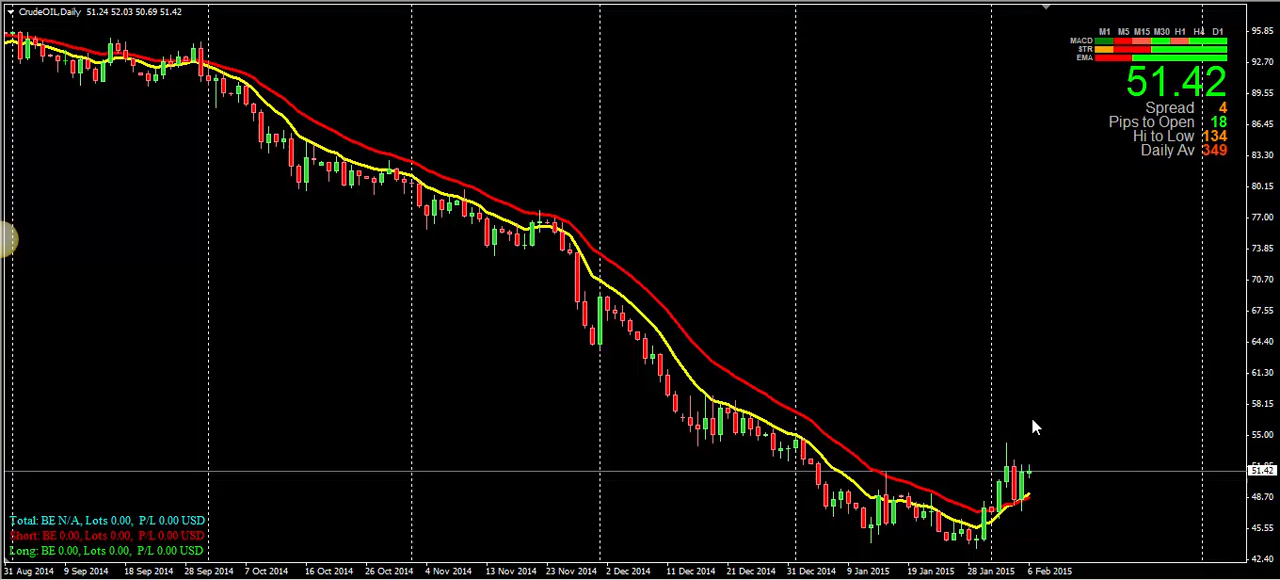 CrudeOIL,Daily 51.24 52.03 50.69 51.42
M1 M5 M15 M30 H1 H4 D1
MACD
STR
EMA
51.42
Spread 4
Pips to Open 18
Hi to Low 134
Daily Av 349
95.85
92.70
89.55
86.45
83.30
80.15
77.00
73.85
70.70
67.55
64.40
61.30
58.15
55.00
51.42
48.70
45.55
42.40
Total: BE N/A, Lots 0.00, P/L 0.00 USD
Short: BE 0.00, Lots 0.00, P/L 0.00 USD
Long: BE 0.00, Lots 0.00, P/L 0.00 USD
31 Aug 2014 9 Sep 2014 18 Sep 2014 28 Sep 2014 7 Oct 2014 16 Oct 2014 26 Oct 2014 4 Nov 2014 13 Nov 2014 23 Nov 2014 2 Dec 2014 11 Dec 2014 21 Dec 2014 31 Dec 2014 9 Jan 2015 19 Jan 2015 28 Jan 2015 6 Feb 2015